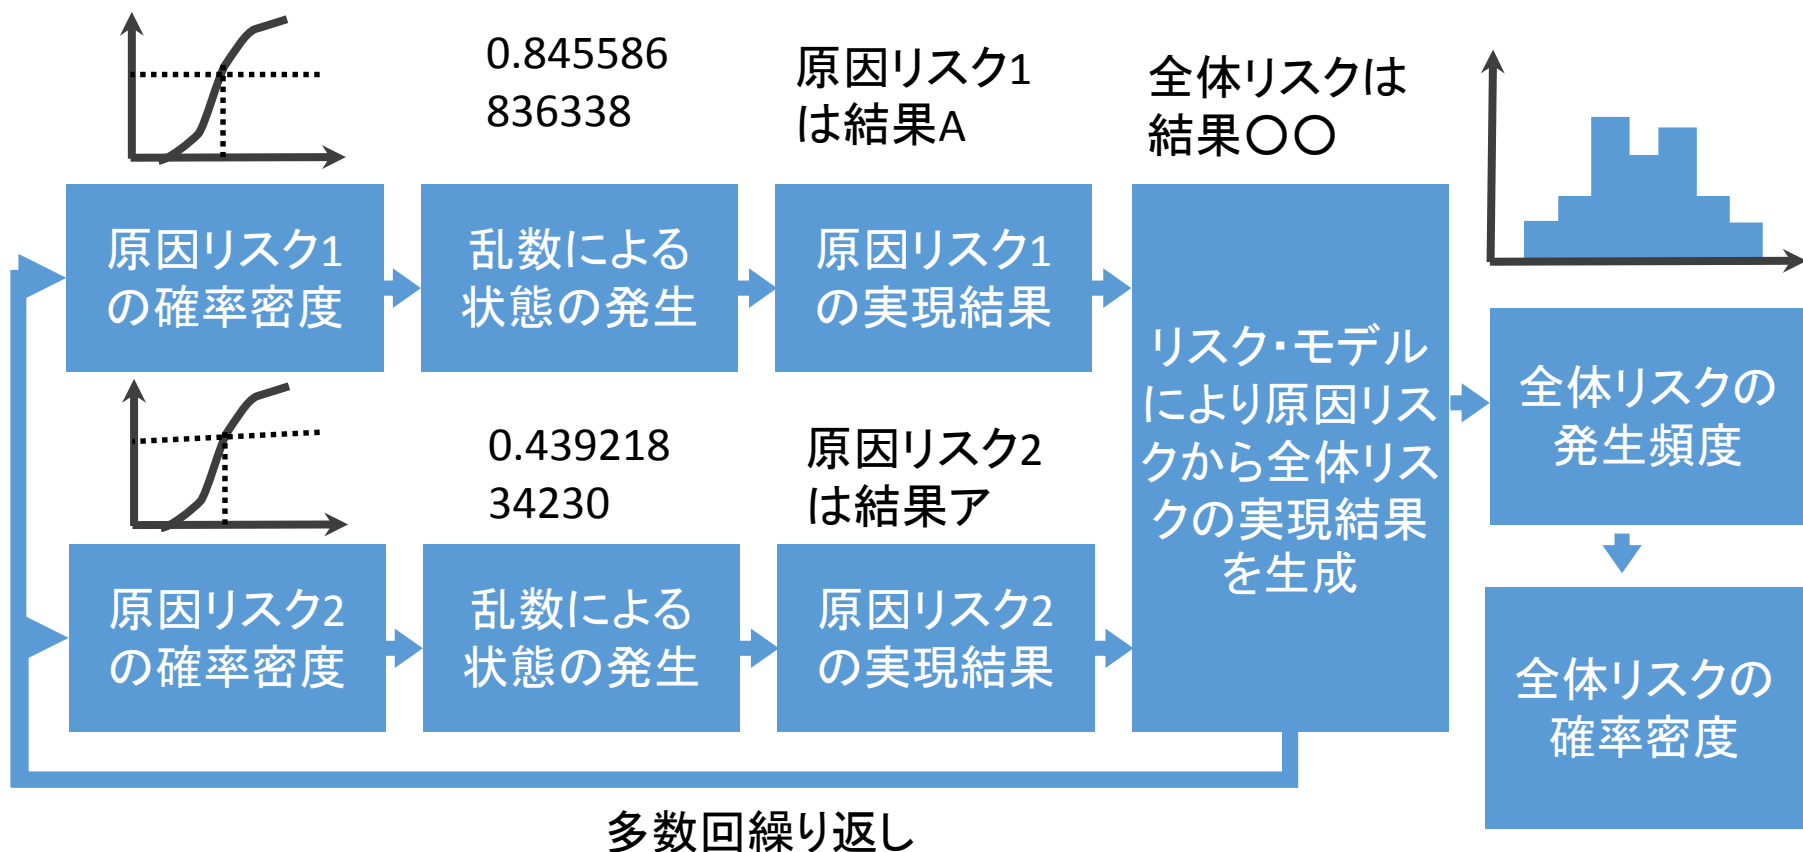 0.845586
836338
原因リスク1
は結果A
全体リスクは
結果〇〇
原因リスク1
の確率密度
乱数による
状態の発生
原因リスク1
の実現結果
リスク・モデル
により原因リス
クから全体リス
クの実現結果
を生成
全体リスクの
発生頻度
0.439218
34230
原因リスク2
は結果ア
原因リスク2
の確率密度
乱数による
状態の発生
原因リスク2
の実現結果
全体リスクの
確率密度
多数回繰り返し